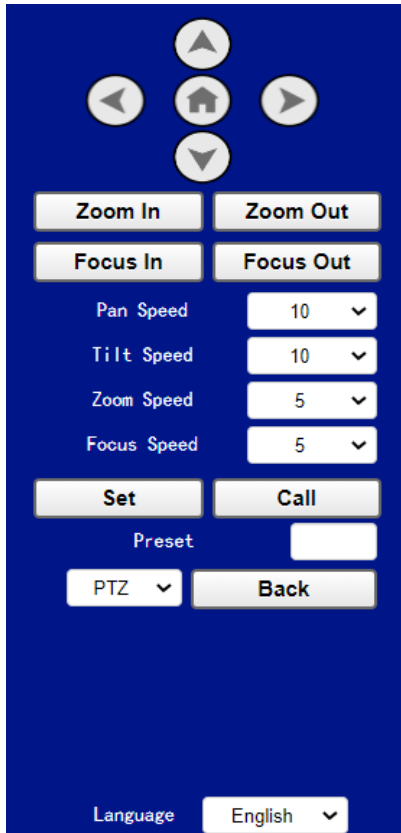 Zoom In Zoom Out
Focus In Focus Out
Pan Speed 10
Tilt Speed 10
Zoom Speed 5
Focus Speed 5
Set Call
Preset
PTZ Back
Language English